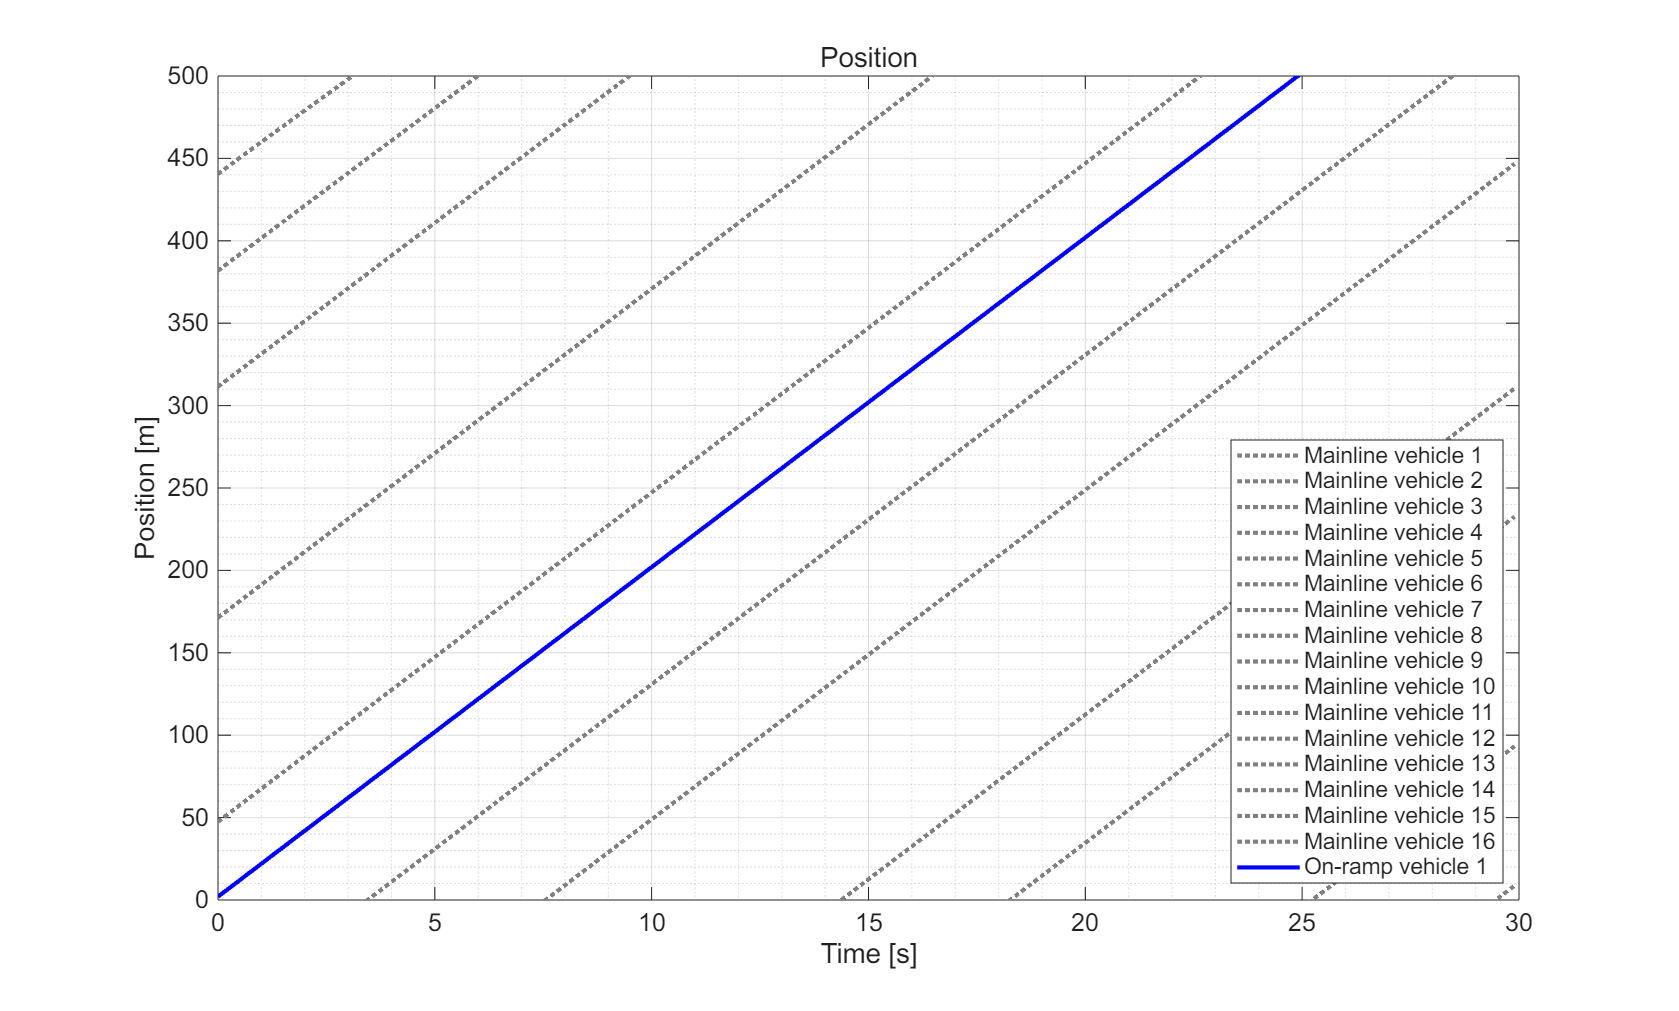 Position
500
450
400
350
300
250
200
150
100
50
0
Position [m]
0 5 10 15 20 25 30
Time [s]
Mainline vehicle 1
Mainline vehicle 2
Mainline vehicle 3
Mainline vehicle 4
Mainline vehicle 5
Mainline vehicle 6
Mainline vehicle 7
Mainline vehicle 8
Mainline vehicle 9
Mainline vehicle 10
Mainline vehicle 11
Mainline vehicle 12
Mainline vehicle 13
Mainline vehicle 14
Mainline vehicle 15
Mainline vehicle 16
On-ramp vehicle 1